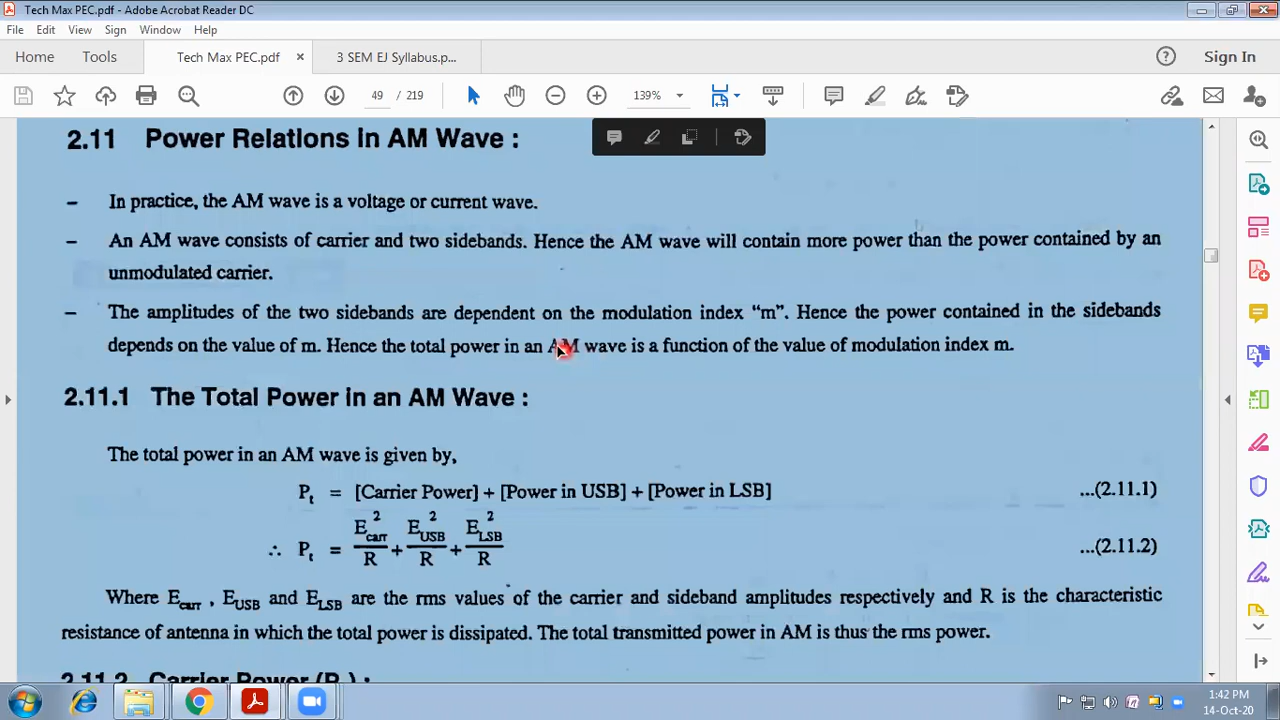 Tech Max PEC.pdf - Adobe Acrobat Reader DC
File Edit View Sign Window Help
Home Tools Tech Max PEC.pdf × 3 SEM EJ Syllabus.p... Sign In
49 / 219 139%
2.11 Power Relations in AM Wave :
– In practice, the AM wave is a voltage or current wave.
– An AM wave consists of carrier and two sidebands. Hence the AM wave will contain more power than the power contained by an
unmodulated carrier.
– The amplitudes of the two sidebands are dependent on the modulation index “m”. Hence the power contained in the sidebands
depends on the value of m. Hence the total power in an AM wave is a function of the value of modulation index m.
2.11.1 The Total Power in an AM Wave :
The total power in an AM wave is given by,
Pt = [Carrier Power] + [Power in USB] + [Power in LSB] ...(2.11.1)
∴ Pt = E²carr/R + E²USB/R + E²LSB/R ...(2.11.2)
Where Ecarr , EUSB and ELSB are the rms values of the carrier and sideband amplitudes respectively and R is the characteristic
resistance of antenna in which the total power is dissipated. The total transmitted power in AM is thus the rms power.
2.11.2 Carrier Power (Pc) :
1:42 PM
14-Oct-20